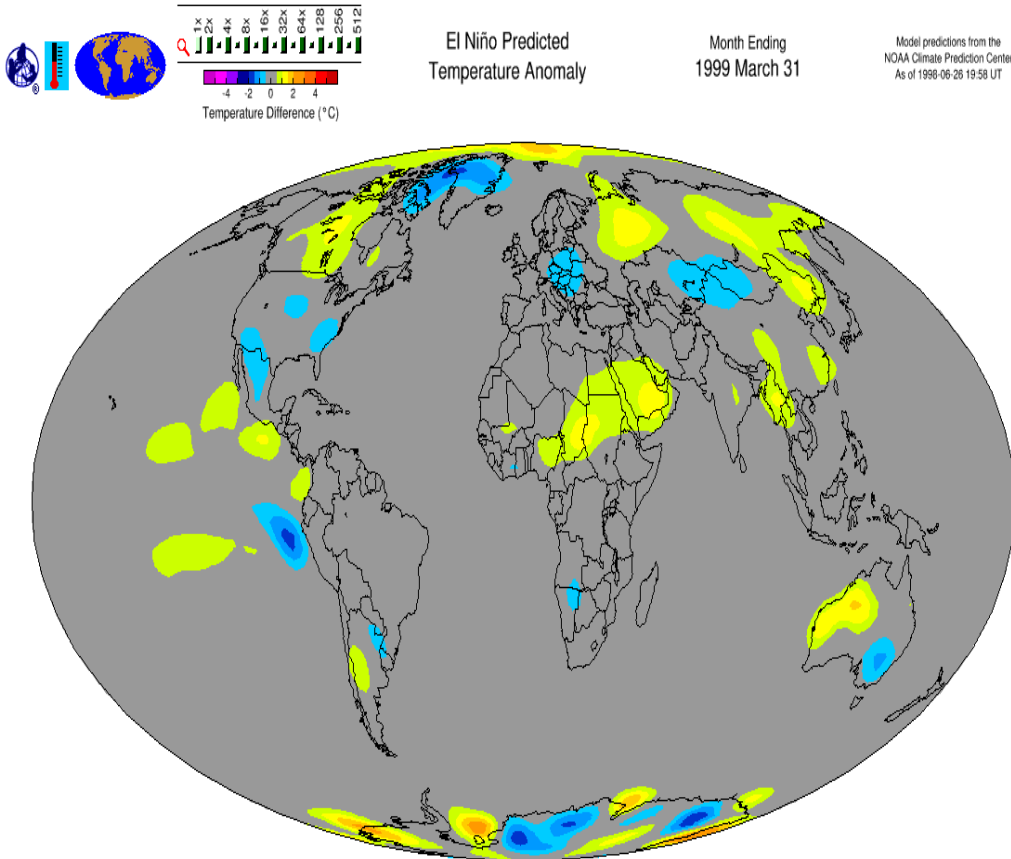 1x
2x
4x
8x
16x
32x
64x
128
256
512
-4 -2 0 2 4
Temperature Difference (°C)
El Niño Predicted
Temperature Anomaly
Month Ending
1999 March 31
Model predictions from the
NOAA Climate Prediction Center
As of 1998-06-26 19:58 UT
®